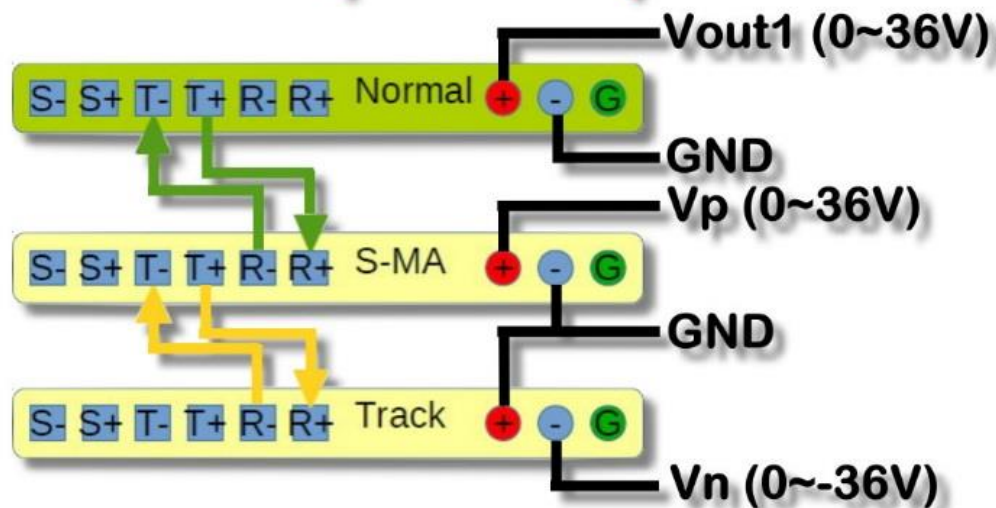 Vout1 (0~36V)
S- S+ T- T+ R- R+ Normal + - G
GND
Vp (0~36V)
S- S+ T- T+ R- R+ S-MA + - G
GND
S- S+ T- T+ R- R+ Track + - G
Vn (0~-36V)